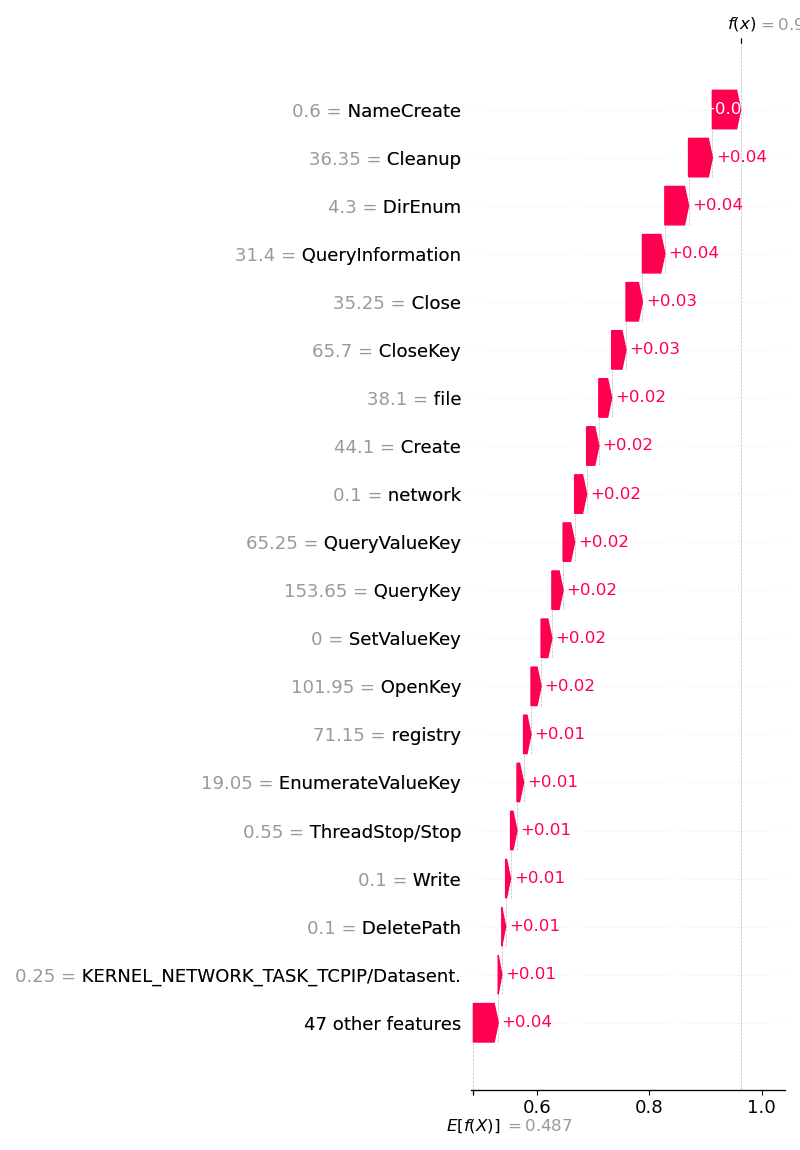 f(x) = 0.9
0.6 = NameCreate
36.35 = Cleanup +0.04
4.3 = DirEnum +0.04
31.4 = QueryInformation +0.04
35.25 = Close +0.03
65.7 = CloseKey +0.03
38.1 = file +0.02
44.1 = Create +0.02
0.1 = network +0.02
65.25 = QueryValueKey +0.02
153.65 = QueryKey +0.02
0 = SetValueKey +0.02
101.95 = OpenKey +0.02
71.15 = registry +0.01
19.05 = EnumerateValueKey +0.01
0.55 = ThreadStop/Stop +0.01
0.1 = Write +0.01
0.1 = DeletePath +0.01
0.25 = KERNEL_NETWORK_TASK_TCPIP/Datasent. +0.01
47 other features +0.04
0.6 0.8 1.0
E[f(X)] = 0.487